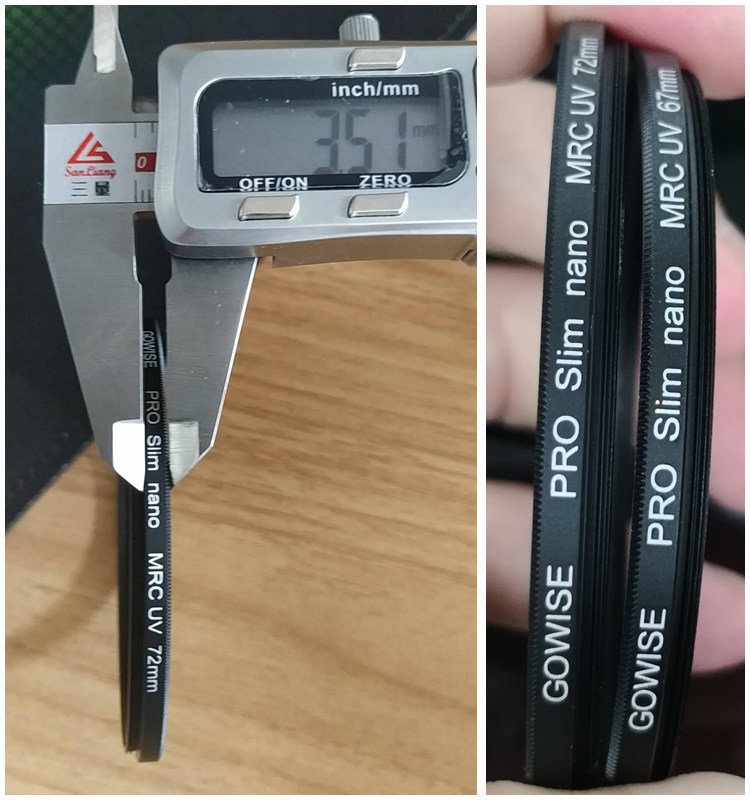 inch/mm
3.51 mm
OFF/ON ZERO
SanLiang
三量
0
GOWISE PRO Slim nano MRC UV 72mm
GOWISE PRO Slim nano MRC UV 72mm
GOWISE PRO Slim nano MRC UV 67mm